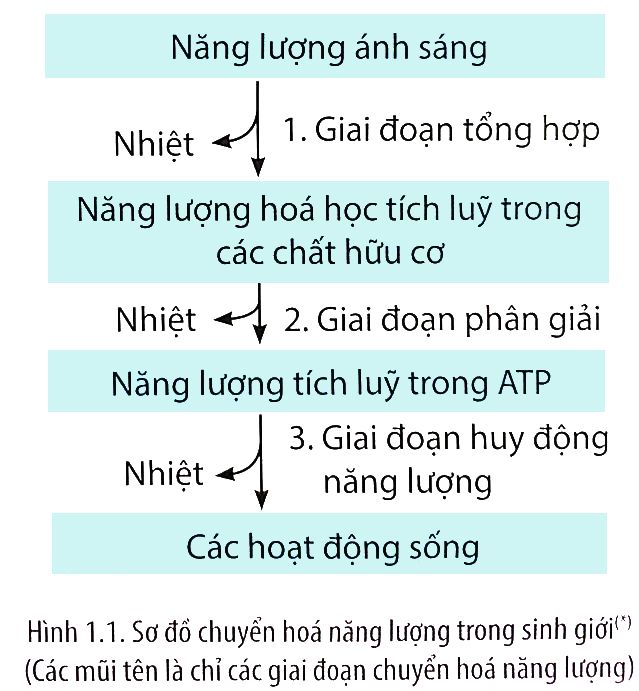 Năng lượng ánh sáng
Nhiệt
1. Giai đoạn tổng hợp
Năng lượng hoá học tích luỹ trong
các chất hữu cơ
Nhiệt
2. Giai đoạn phân giải
Năng lượng tích luỹ trong ATP
3. Giai đoạn huy động
năng lượng
Nhiệt
Các hoạt động sống
Hình 1.1. Sơ đồ chuyển hoá năng lượng trong sinh giới(*)
(Các mũi tên là chỉ các giai đoạn chuyển hoá năng lượng)